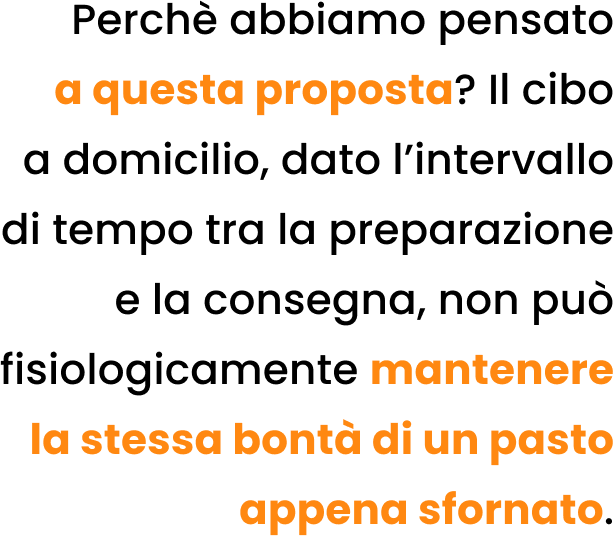 Perchè abbiamo pensato
a questa proposta? Il cibo
a domicilio, dato l’intervallo
di tempo tra la preparazione
e la consegna, non può
fisiologicamente mantenere
la stessa bontà di un pasto
appena sfornato.